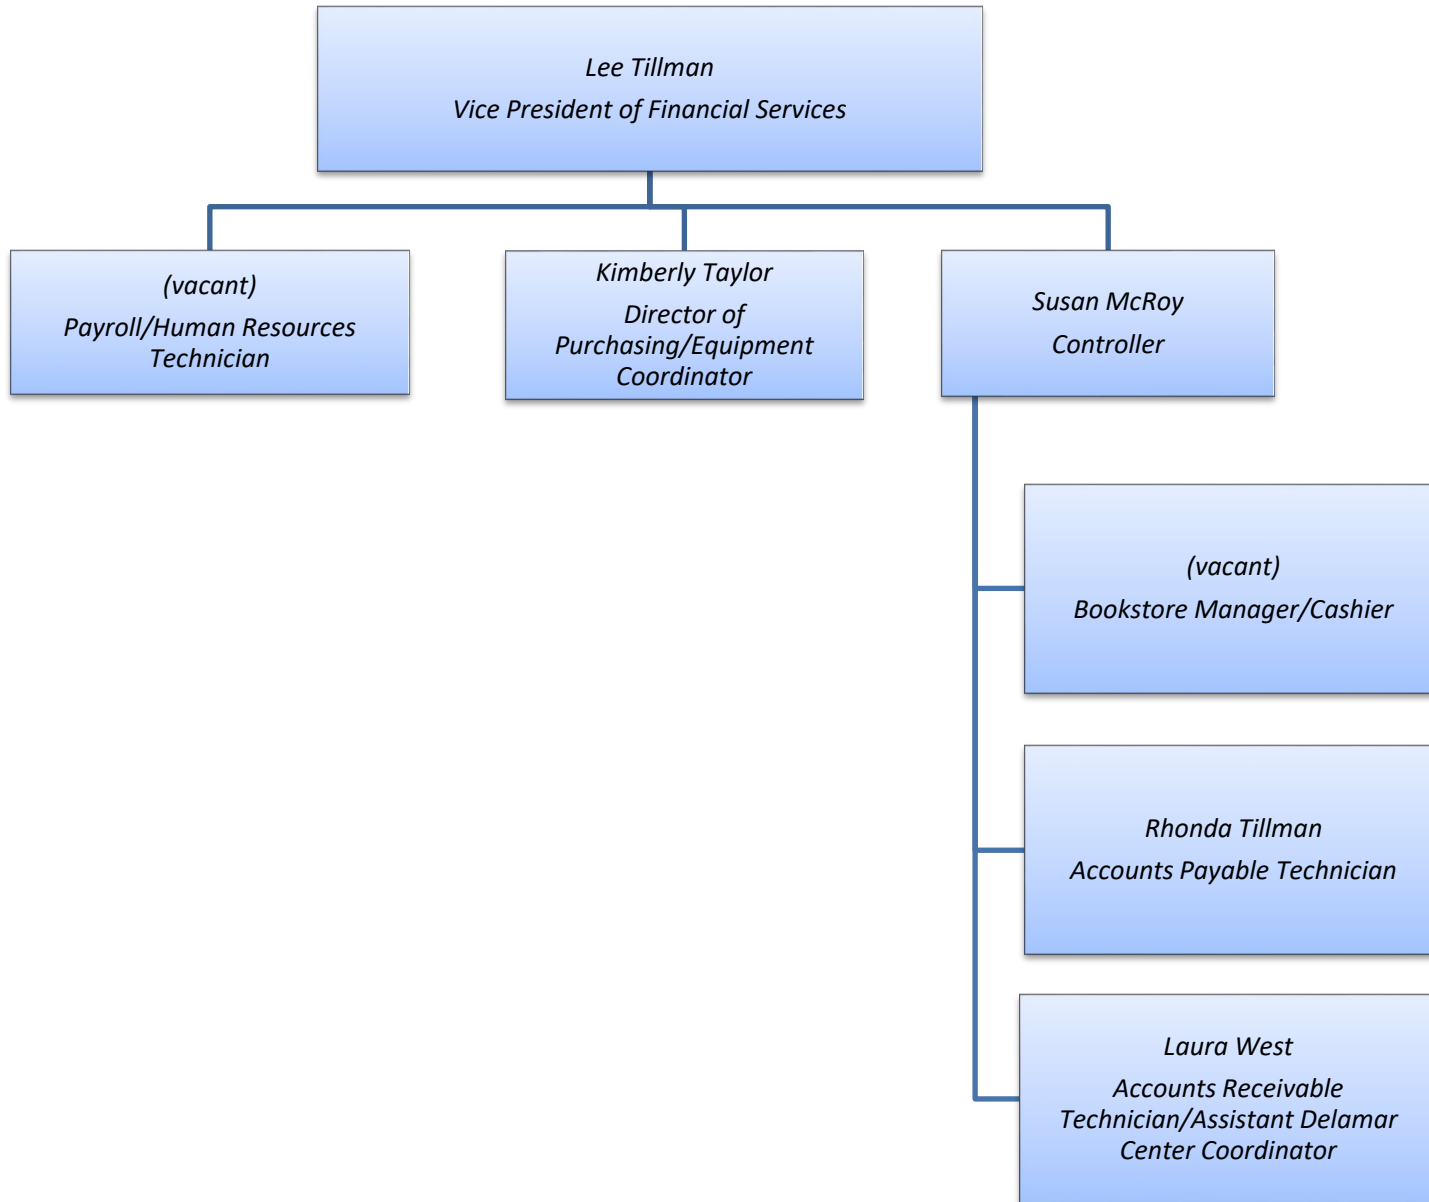 Lee Tillman
Vice President of Financial Services
(vacant)
Payroll/Human Resources
Technician
Kimberly Taylor
Director of
Purchasing/Equipment
Coordinator
Susan McRoy
Controller
(vacant)
Bookstore Manager/Cashier
Rhonda Tillman
Accounts Payable Technician
Laura West
Accounts Receivable
Technician/Assistant Delamar
Center Coordinator